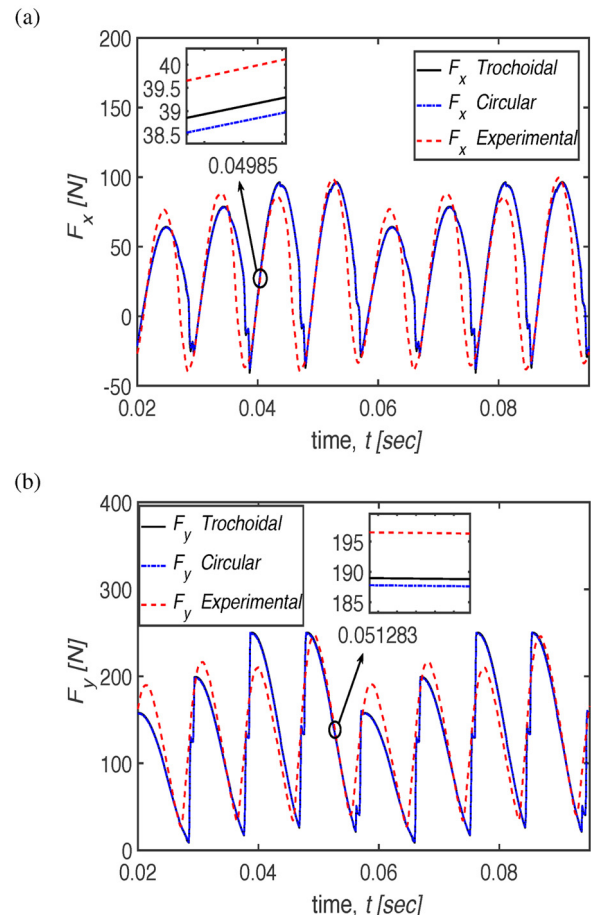 (a)
200
150
100
50
0
-50
F_x [N]
40
39.5
39
38.5
0.04985
F_x Trochoidal
F_x Circular
F_x Experimental
0.02
0.04
0.06
0.08
time, t [sec]
(b)
400
300
200
100
0
F_y [N]
F_y Trochoidal
F_y Circular
F_y Experimental
195
190
188
185
0.051283
0.02
0.04
0.06
0.08
time, t [sec]